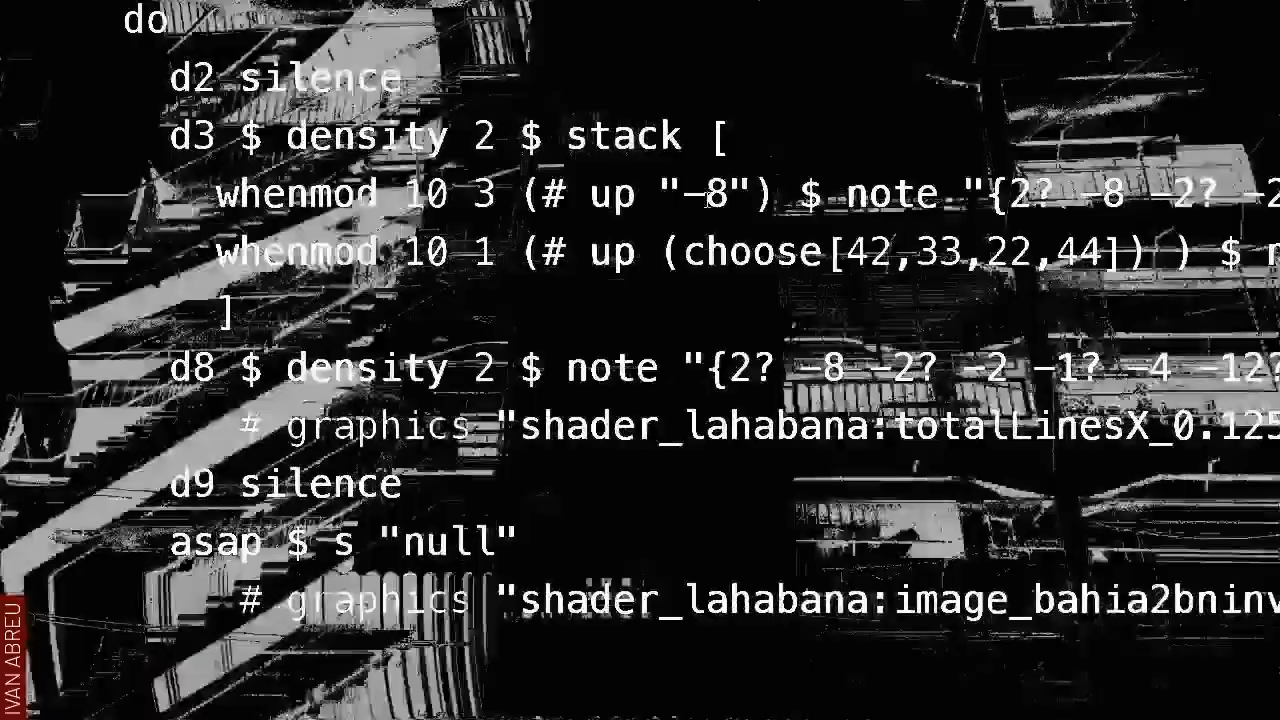 do
d2 silence
d3 $ density 2 $ stack [
whenmod 10 3 (# up "-8") $ note "{2? -8 -2? -2
whenmod 10 1 (# up (choose[42,33,22,44]) ) $ n
]
d8 $ density 2 $ note "{2? -8 -2? -2 -1? -4 -12?
# graphics "shader_lahabana:totalLinesX_0.125
d9 silence
asap $ s "null"
# graphics "shader_lahabana:image_bahia2bninv
IVAN ABREU